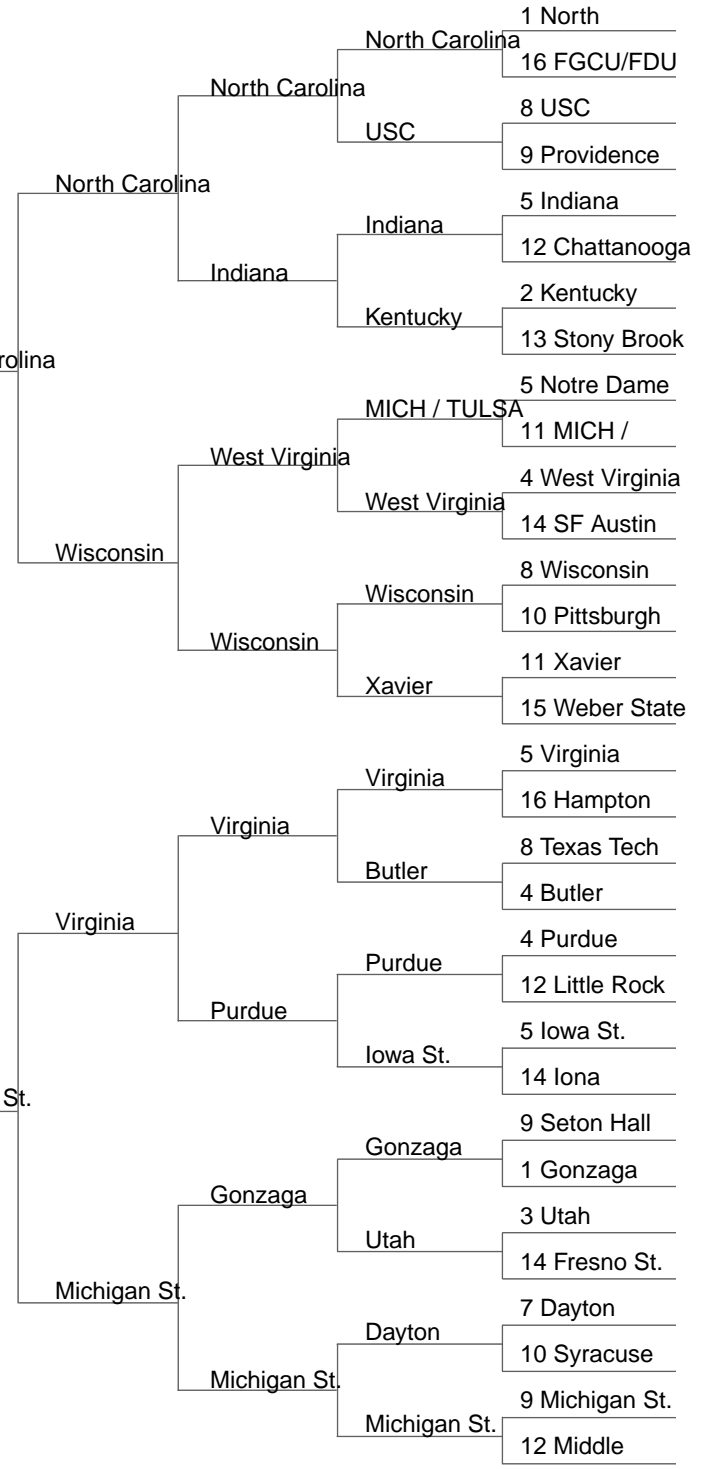 1 North
North Carolina
16 FGCU/FDU
North Carolina
8 USC
USC
9 Providence
North Carolina
5 Indiana
Indiana
12 Chattanooga
Indiana
2 Kentucky
Kentucky
13 Stony Brook
rolina
5 Notre Dame
MICH / TULSA
11 MICH /
West Virginia
4 West Virginia
West Virginia
14 SF Austin
Wisconsin
8 Wisconsin
Wisconsin
10 Pittsburgh
Wisconsin
11 Xavier
Xavier
15 Weber State
5 Virginia
Virginia
16 Hampton
Virginia
8 Texas Tech
Butler
4 Butler
Virginia
4 Purdue
Purdue
12 Little Rock
Purdue
5 Iowa St.
Iowa St.
14 Iona
St.
9 Seton Hall
Gonzaga
1 Gonzaga
Gonzaga
3 Utah
Utah
14 Fresno St.
Michigan St.
7 Dayton
Dayton
10 Syracuse
Michigan St.
9 Michigan St.
Michigan St.
12 Middle